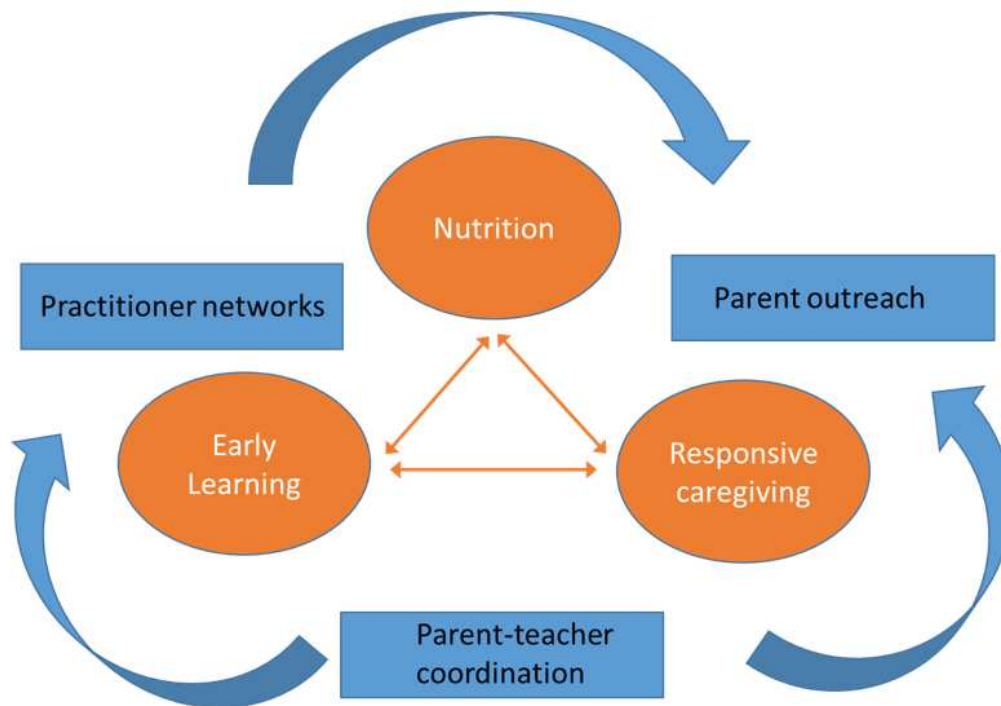 Nutrition
Practitioner networks
Parent outreach
Early
Learning
Responsive
caregiving
Parent-teacher
coordination